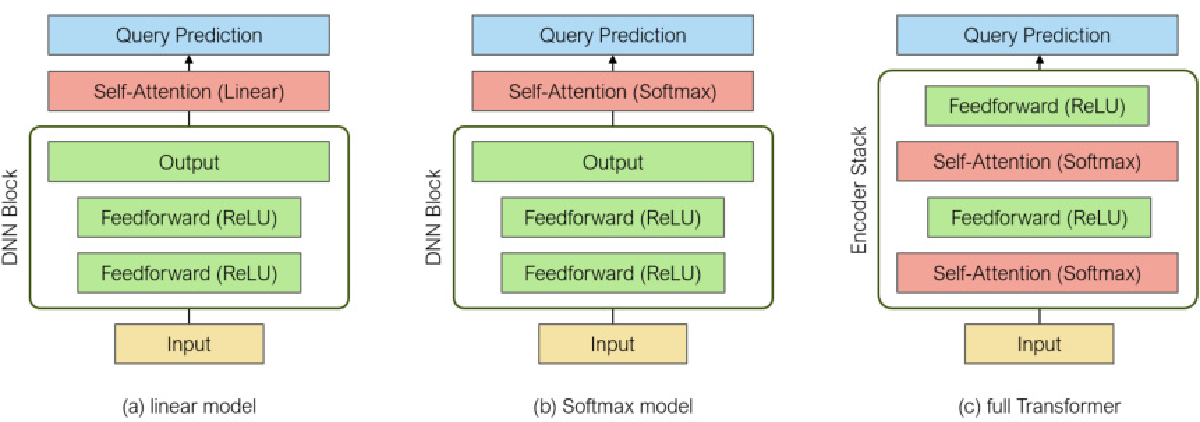 Query Prediction
Self-Attention (Linear)
DNN Block
Output
Feedforward (ReLU)
Feedforward (ReLU)
Input
(a) linear model
Query Prediction
Self-Attention (Softmax)
DNN Block
Output
Feedforward (ReLU)
Feedforward (ReLU)
Input
(b) Softmax model
Query Prediction
Encoder Stack
Feedforward (ReLU)
Self-Attention (Softmax)
Feedforward (ReLU)
Self-Attention (Softmax)
Input
(c) full Transformer